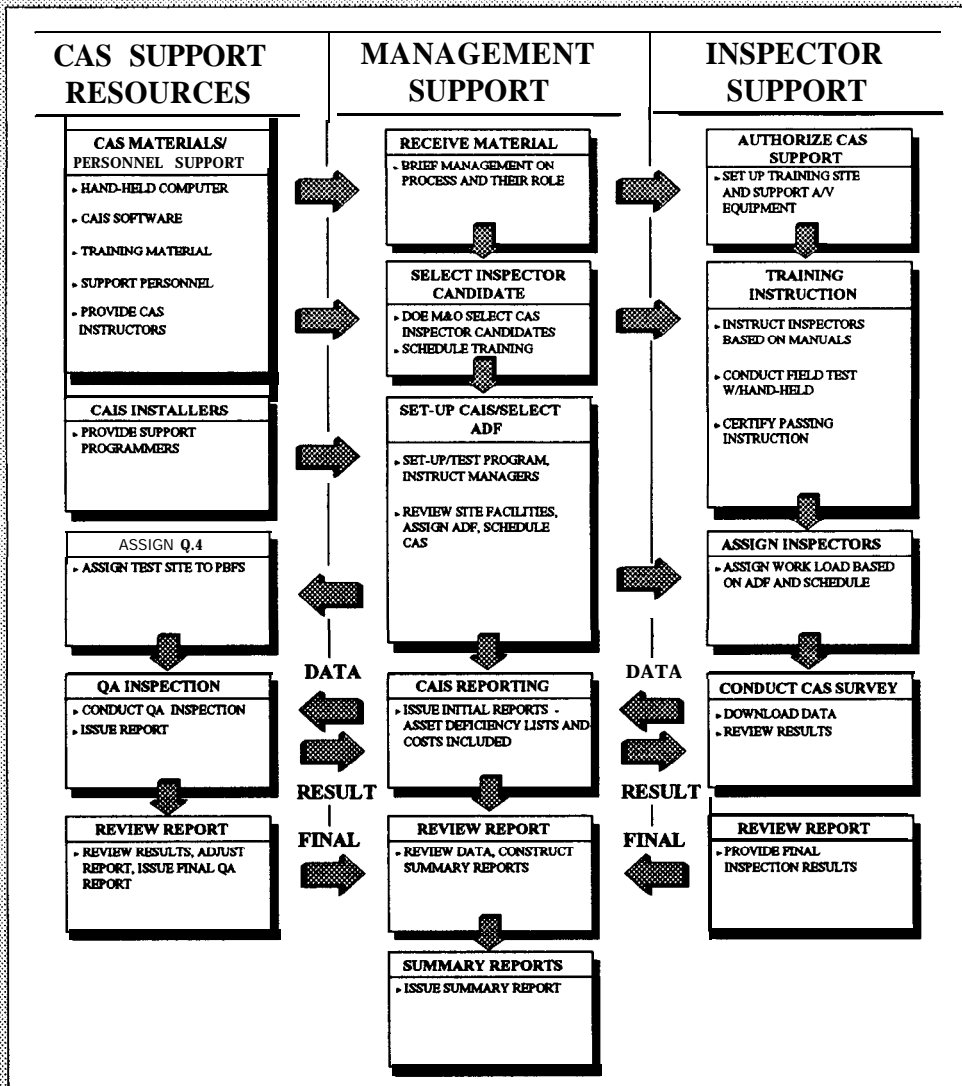 CAS SUPPORT
RESOURCES
MANAGEMENT
SUPPORT
INSPECTOR
SUPPORT
CAS MATERIALS/
PERSONNEL SUPPORT
▸ HAND-HELD COMPUTER
▸ CAIS SOFTWARE
▸ TRAINING MATERIAL
▸ SUPPORT PERSONNEL
▸ PROVIDE CAS
INSTRUCTORS
RECEIVE MATERIAL
▸ BRIEF MANAGEMENT ON
PROCESS AND THEIR ROLE
AUTHORIZE CAS
SUPPORT
▸ SET UP TRAINING SITE
AND SUPPORT A/V
EQUIPMENT
SELECT INSPECTOR
CANDIDATE
▸ DOE M&O SELECT CAS
INSPECTOR CANDIDATES
▸ SCHEDULE TRAINING
TRAINING
INSTRUCTION
▸ INSTRUCT INSPECTORS
BASED ON MANUALS
▸ CONDUCT FIELD TEST
W/HAND-HELD
▸ CERTIFY PASSING
INSTRUCTION
CAIS INSTALLERS
▸ PROVIDE SUPPORT
PROGRAMMERS
SET-UP CAIS/SELECT
ADF
▸ SET-UP/TEST PROGRAM,
INSTRUCT MANAGERS
▸ REVIEW SITE FACILITIES,
ASSIGN ADF, SCHEDULE
CAS
ASSIGN Q.4
▸ ASSIGN TEST SITE TO PBFS
ASSIGN INSPECTORS
▸ ASSIGN WORK LOAD BASED
ON ADF AND SCHEDULE
DATA
DATA
QA INSPECTION
▸ CONDUCT QA INSPECTION
▸ ISSUE REPORT
CAIS REPORTING
▸ ISSUE INITIAL REPORTS -
ASSET DEFICIENCY LISTS AND
COSTS INCLUDED
CONDUCT CAS SURVEY
▸ DOWNLOAD DATA
▸ REVIEW RESULTS
RESULT
RESULT
REVIEW REPORT
▸ REVIEW RESULTS, ADJUST
REPORT, ISSUE FINAL QA
REPORT
FINAL
REVIEW REPORT
▸ REVIEW DATA, CONSTRUCT
SUMMARY REPORTS
FINAL
REVIEW REPORT
▸ PROVIDE FINAL
INSPECTION RESULTS
SUMMARY REPORTS
▸ ISSUE SUMMARY REPORT